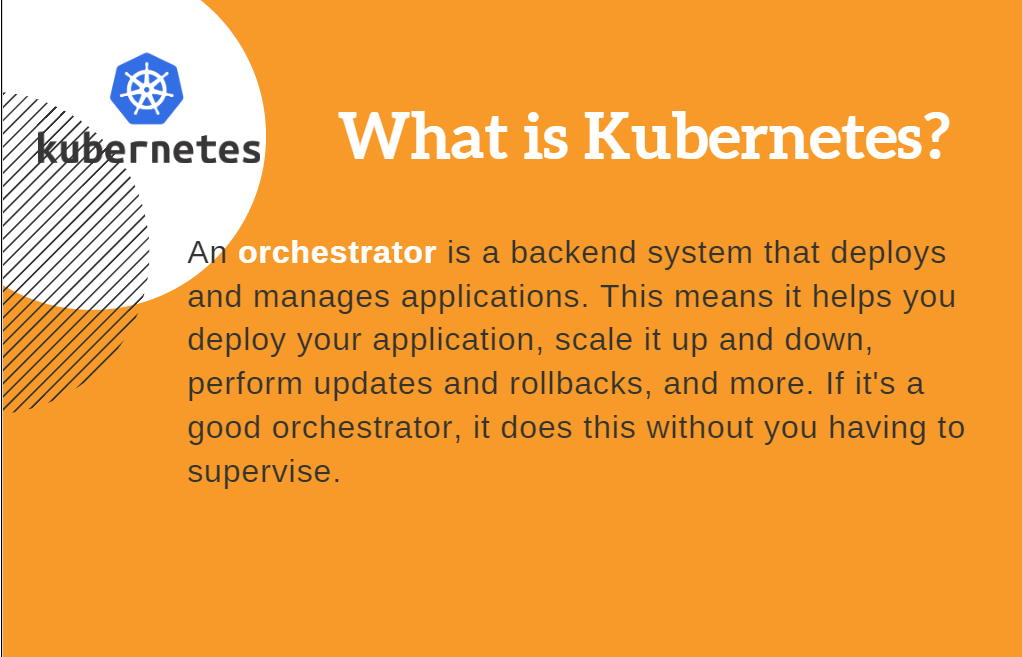 kubernetes
What is Kubernetes?
An orchestrator is a backend system that deploys
and manages applications. This means it helps you
deploy your application, scale it up and down,
perform updates and rollbacks, and more. If it's a
good orchestrator, it does this without you having to
supervise.